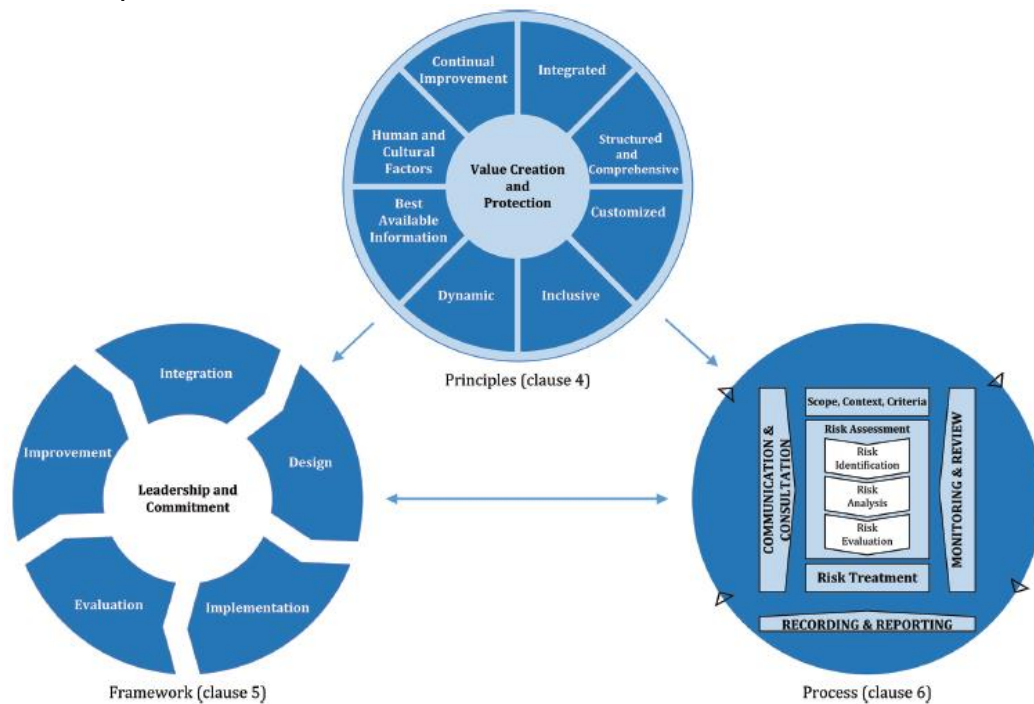 Continual
Improvement
Integrated
Human and
Cultural
Factors
Structured
and
Comprehensive
Value Creation
and
Protection
Best
Available
Information
Customized
Dynamic
Inclusive
Principles (clause 4)
Integration
Improvement
Design
Leadership and
Commitment
Evaluation
Implementation
Framework (clause 5)
Scope, Context, Criteria
COMMUNICATION &
CONSULTATION
Risk Assessment
Risk
Identification
Risk
Analysis
Risk
Evaluation
MONITORING & REVIEW
Risk Treatment
RECORDING & REPORTING
Process (clause 6)